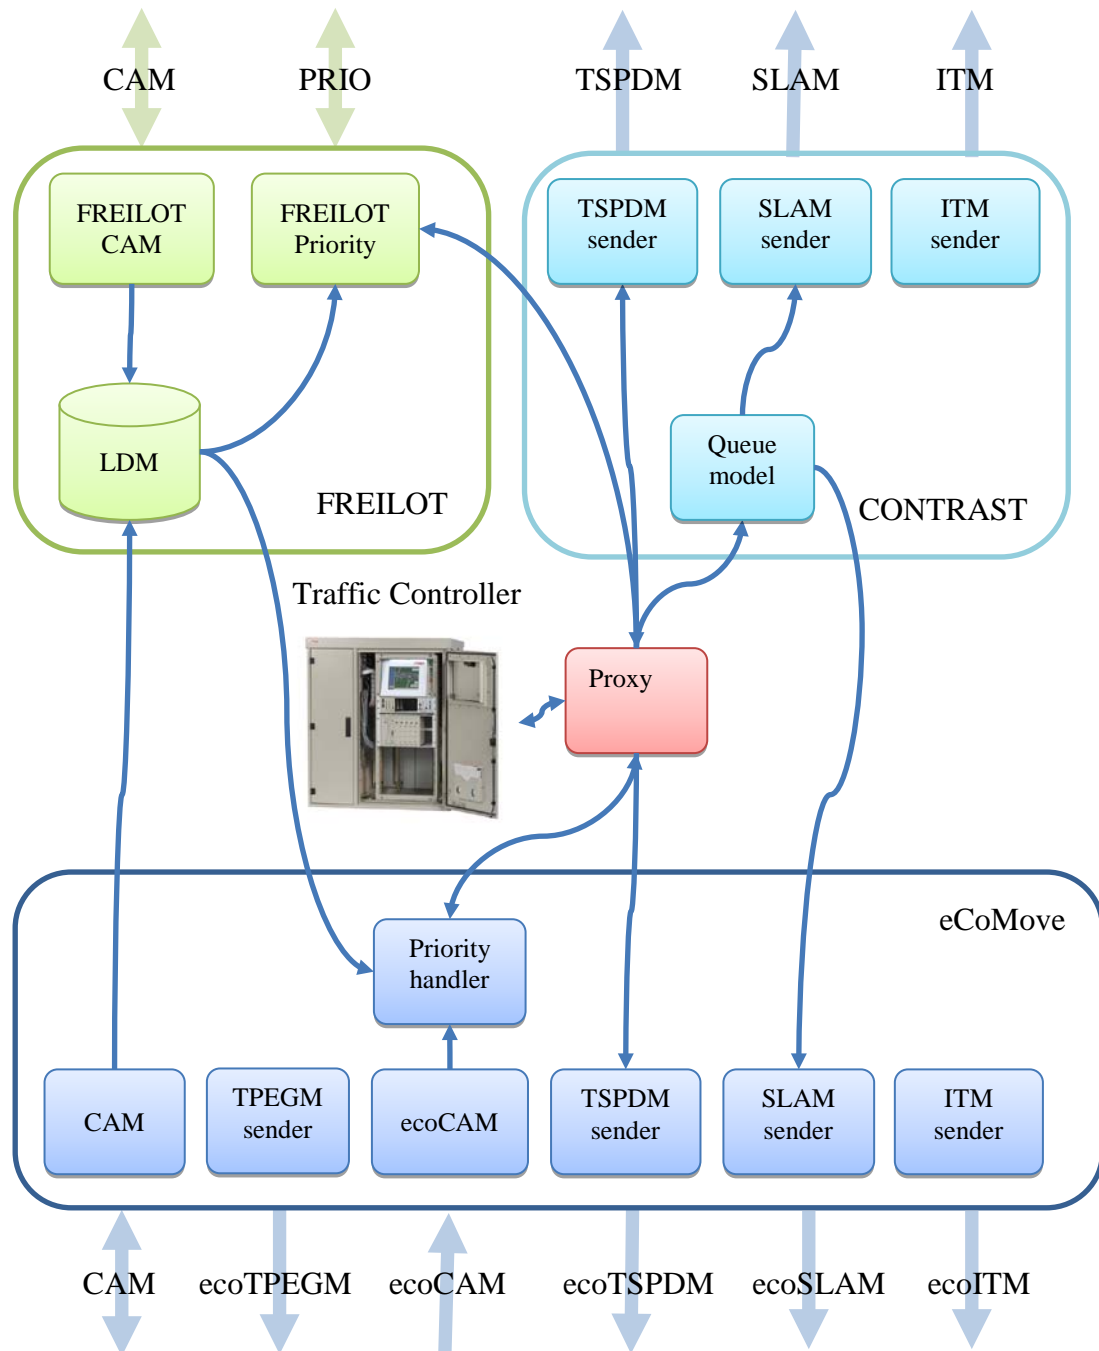 CAM
PRIO
TSPDM
SLAM
ITM
FREILOT
CAM
FREILOT
Priority
TSPDM
sender
SLAM
sender
ITM
sender
LDM
Queue
model
FREILOT
CONTRAST
Traffic Controller
Proxy
eCoMove
Priority
handler
CAM
TPEGM
sender
ecoCAM
TSPDM
sender
SLAM
sender
ITM
sender
CAM
ecoTPEGM
ecoCAM
ecoTSPDM
ecoSLAM
ecoITM